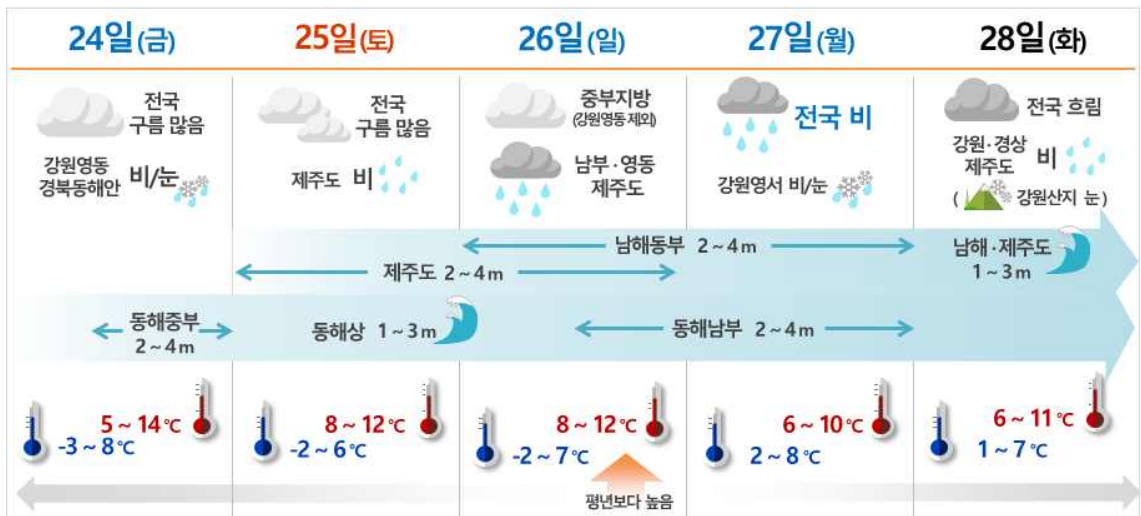 24일(금)
25일(토)
26일(일)
27일(월)
28일(화)
전국
구름 많음
강원영동
경북동해안
비/눈
전국
구름 많음
제주도 비
중부지방
(강원영동 제외)
남부·영동
제주도
전국 비
강원영서 비/눈
전국 흐림
강원·경상
제주도
비
( 강원산지 눈 )
남해동부 2~4m
남해·제주도
1~3m
제주도 2~4m
동해중부
2~4m
동해상 1~3m
동해남부 2~4m
5~14℃
-3~8℃
8~12℃
-2~6℃
8~12℃
-2~7℃
6~10℃
2~8℃
6~11℃
1~7℃
평년보다 높음